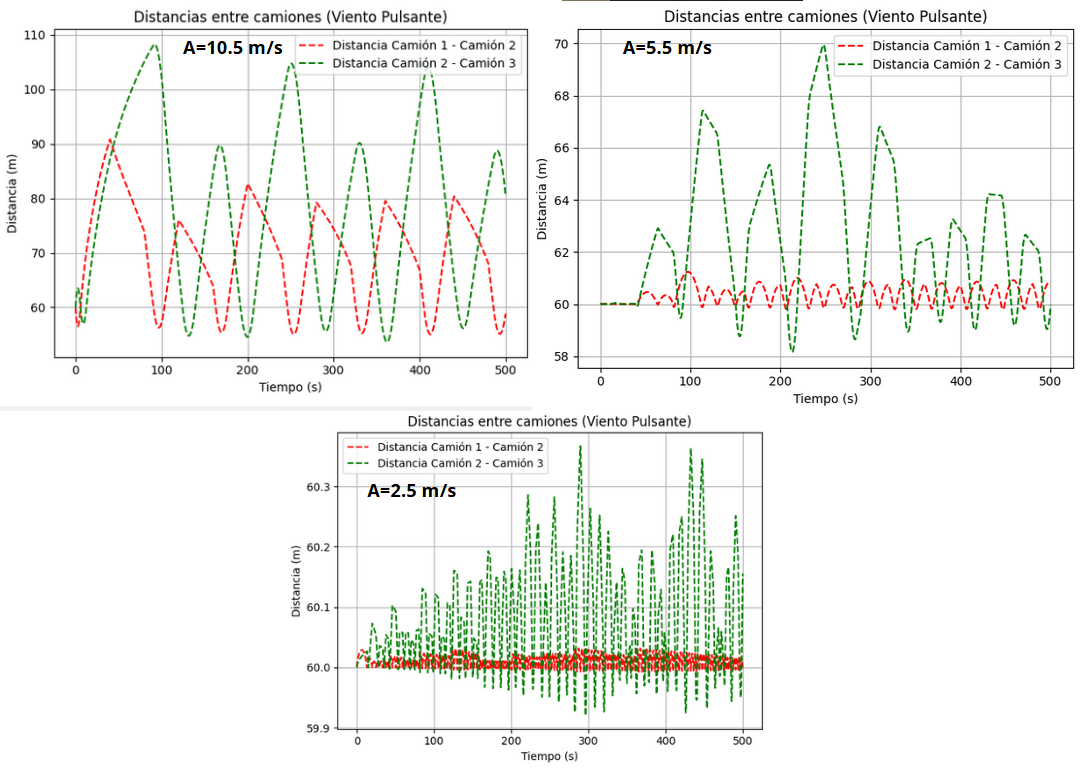 Distancias entre camiones (Viento Pulsante)
A=10.5 m/s
Distancia Camión 1 - Camión 2
Distancia Camión 2 - Camión 3
110
100
90
80
70
60
Distancia (m)
0 100 200 300 400 500
Tiempo (s)
Distancias entre camiones (Viento Pulsante)
A=5.5 m/s
Distancia Camión 1 - Camión 2
Distancia Camión 2 - Camión 3
70
68
66
64
62
60
58
Distancia (m)
0 100 200 300 400 500
Tiempo (s)
Distancias entre camiones (Viento Pulsante)
Distancia Camión 1 - Camión 2
Distancia Camión 2 - Camión 3
A=2.5 m/s
60.3
60.2
60.1
60.0
59.9
Distancia (m)
0 100 200 300 400 500
Tiempo (s)